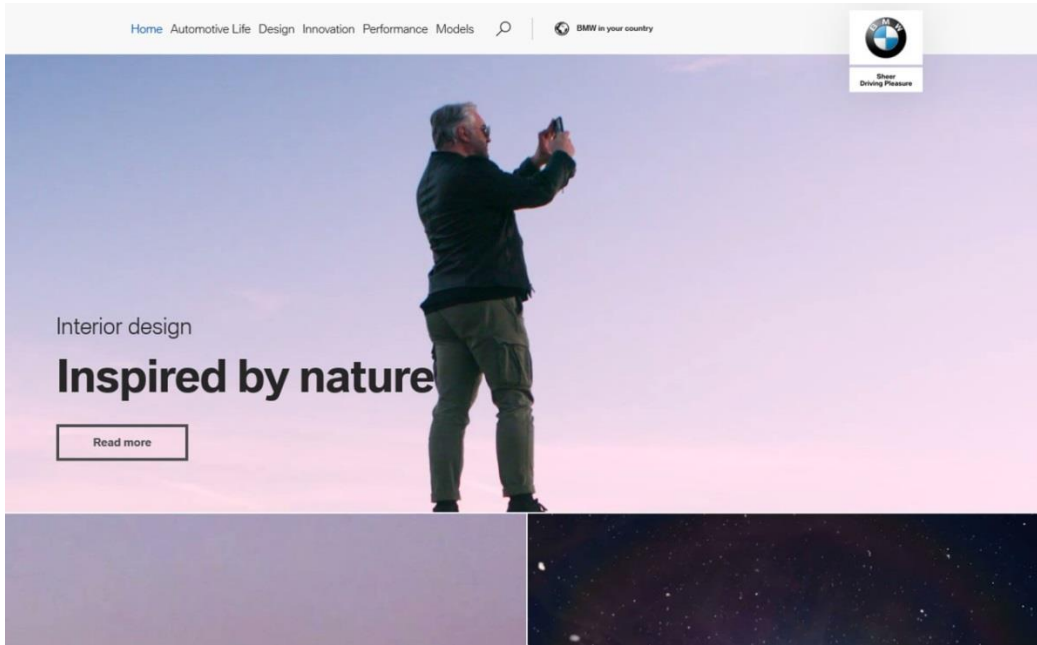 Home Automotive Life Design Innovation Performance Models
BMW in your country
BMW
Sheer
Driving Pleasure
Interior design
Inspired by nature
Read more